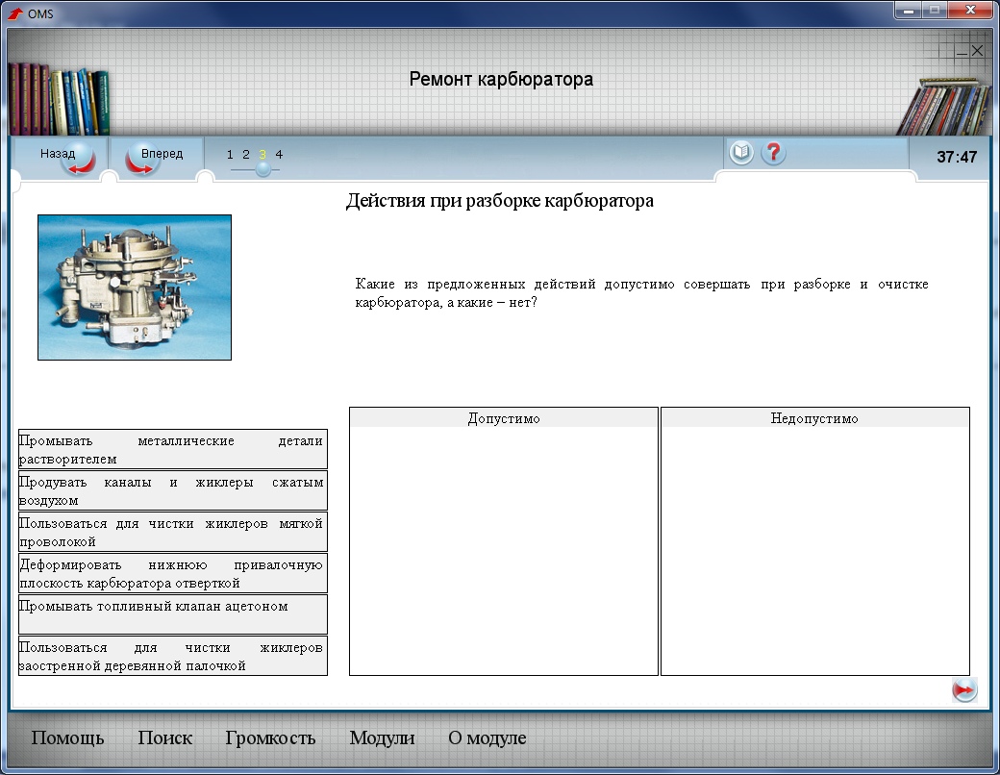 OMS
Ремонт карбюратора
Назад
Вперед
1 2 3 4
?
37:47
Действия при разборке карбюратора
Какие из предложенных действий допустимо совершать при разборке и очистке
карбюратора, а какие – нет?
Допустимо
Недопустимо
Промывать металлические детали
растворителем
Продувать каналы и жиклеры сжатым
воздухом
Пользоваться для чистки жиклеров мягкой
проволокой
Деформировать нижнюю привалочную
плоскость карбюратора отверткой
Промывать топливный клапан ацетоном
Пользоваться для чистки жиклеров
заостренной деревянной палочкой
Помощь
Поиск
Громкость
Модули
О модуле